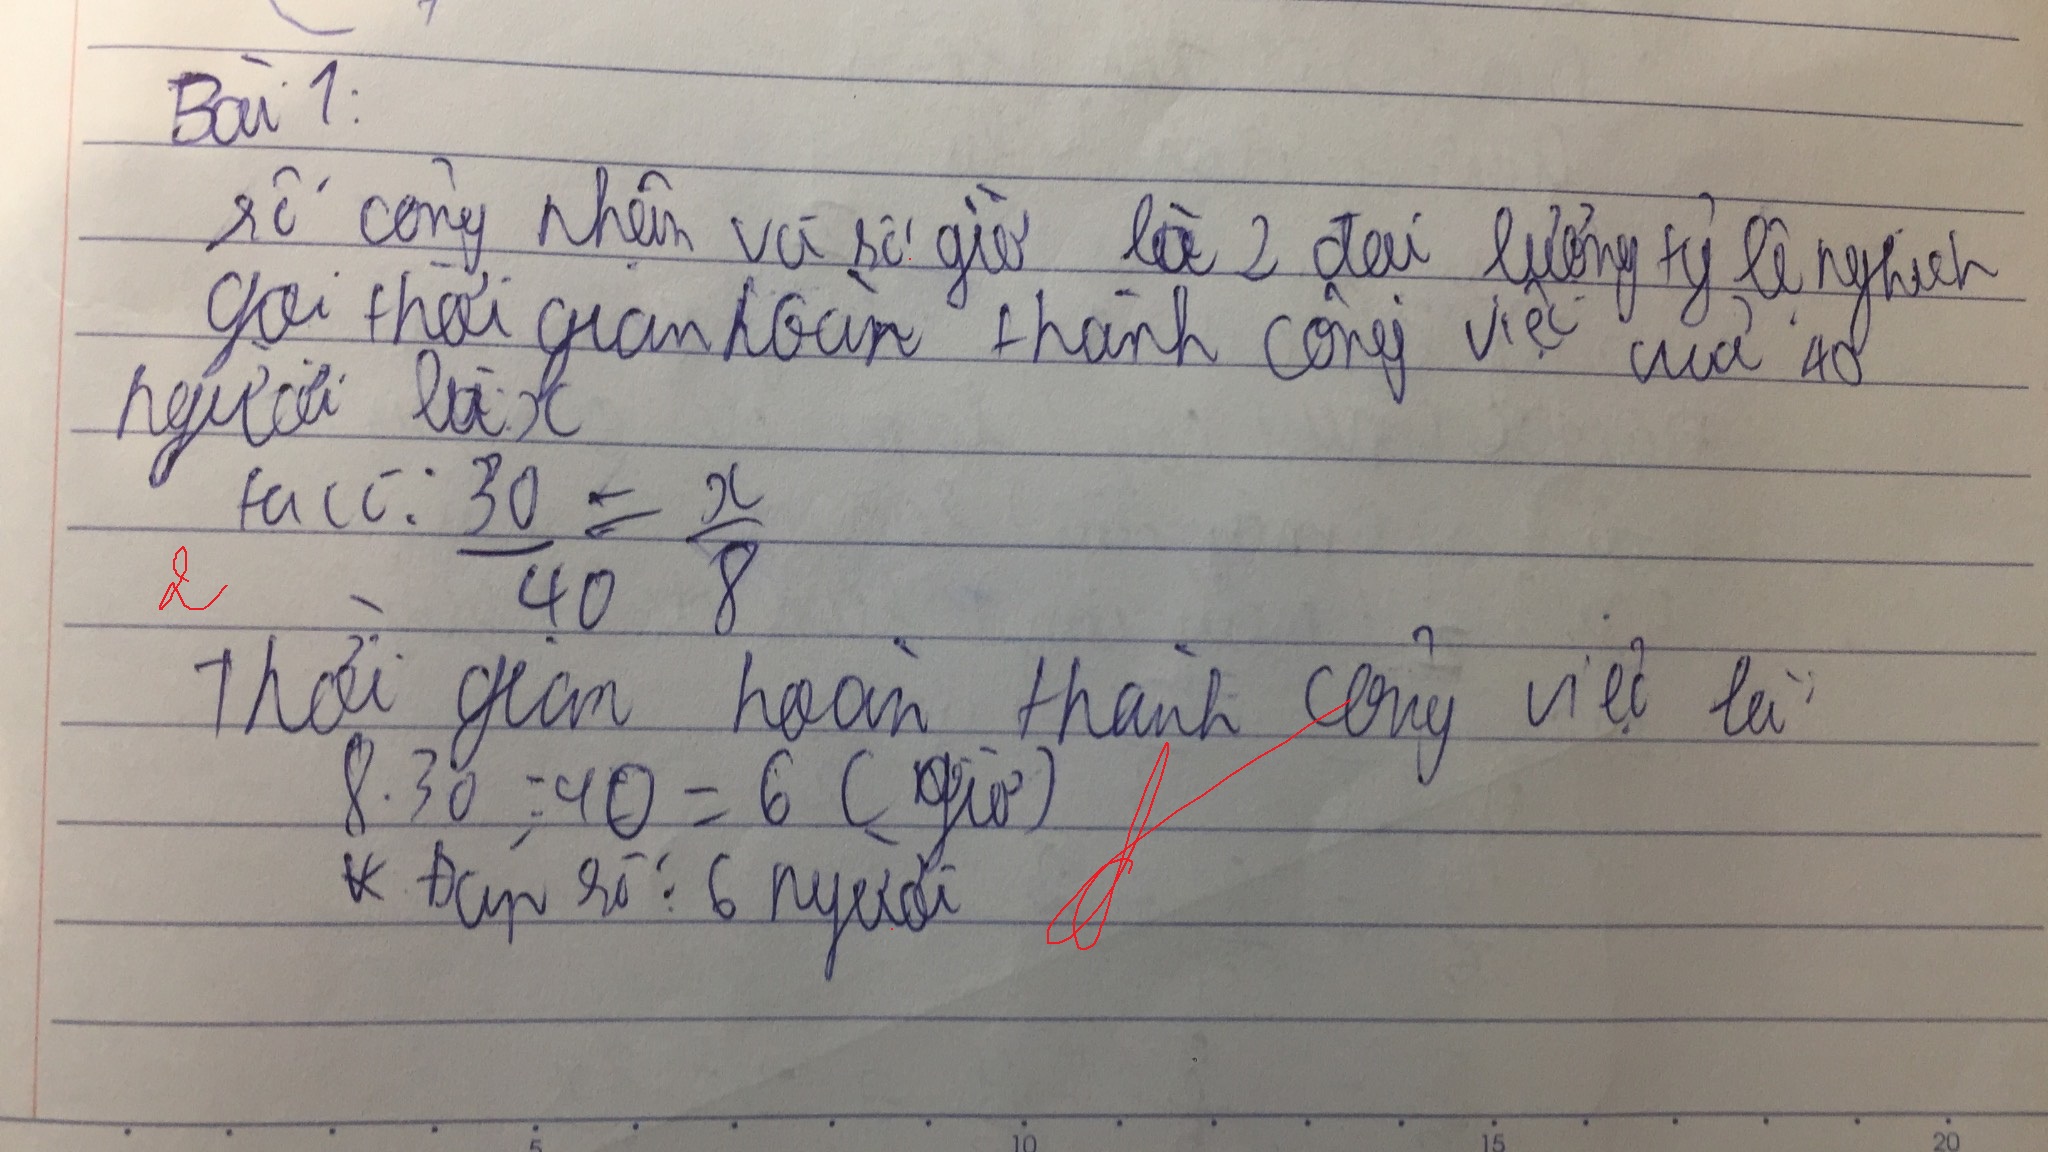 Bài 1:
số công nhân và số giờ là 2 đại lượng tỷ lệ nghịch
gọi thời gian hoàn thành công việc của 40
người là x
ta có: 30/40 = x/8
2
Thời gian hoàn thành công việc là
8.30 : 40 = 6 (giờ)
* Đáp số: 6 người
5 10 15 20